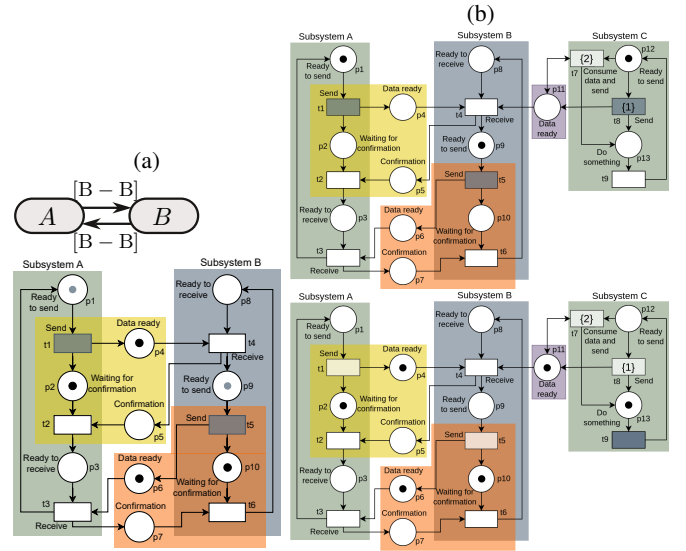 (a)
[B − B]
A
B
[B − B]
Subsystem A
Subsystem B
Ready
to send
p1
Ready to
receive
p8
Send
t1
Data ready
p4
t4
Receive
p2
Waiting for
confirmation
Ready
to send
p9
t2
Confirmation
p5
Send
t5
Ready to
receive
p3
Data ready
p6
p10
Waiting for confirmation
t3
Receive
Confirmation
p7
t6
(b)
Subsystem A
Subsystem B
Subsystem C
Ready
to send
p1
Ready to
receive
p8
{2}
t7
Consume
data and
send
p12
Ready
to send
Send
t1
Data ready
p4
t4
Receive
p11
Data
ready
{1}
t8
Send
p2
Waiting for
confirmation
Ready
to send
p9
Do
something
p13
t2
Confirmation
p5
Send
t5
t9
Ready to
receive
p3
Data ready
p6
p10
Waiting for
confirmation
t3
Receive
Confirmation
p7
t6
Subsystem A
Subsystem B
Subsystem C
Ready
to send
p1
Ready to
receive
p8
{2}
t7
Consume
data and
send
p12
Ready
to send
Send
t1
Data ready
p4
t4
Receive
p11
Data
ready
{1}
t8
Send
p2
Waiting for
confirmation
Ready
to send
p9
Do
something
p13
t2
Confirmation
p5
Send
t5
t9
Ready to
receive
p3
Data ready
p6
p10
Waiting for
confirmation
t3
Receive
Confirmation
p7
t6